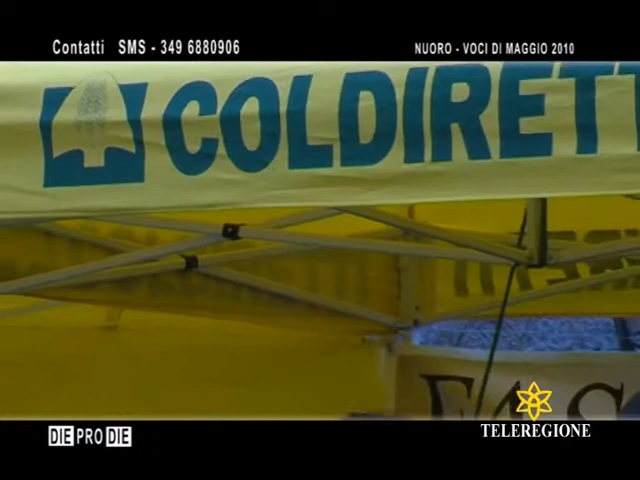 Contatti SMS - 349 6880906
NUORO - VOCI DI MAGGIO 2010
COLDIRETT
DIE PRO DIE
TELEREGIONE